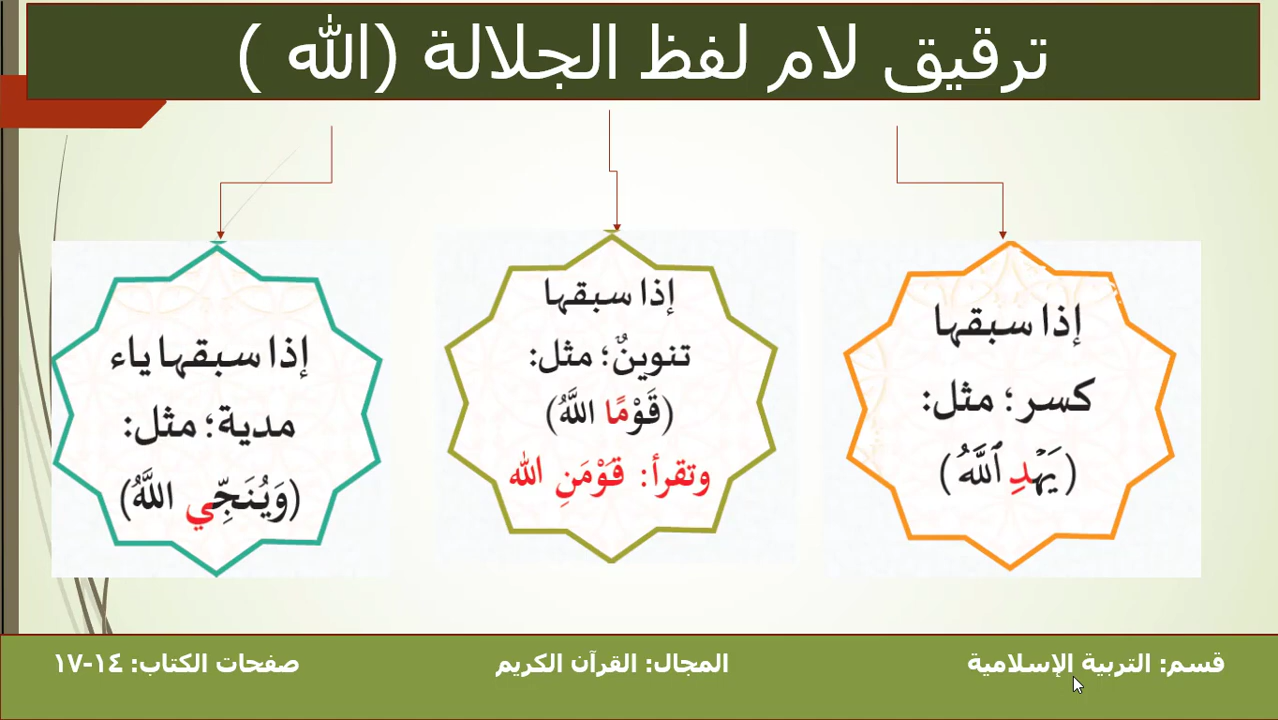 ترقيق لام لفظ الجلالة (الله )
إذا سبقها
كسر؛ مثل:
(يَهۡدِ ٱللَّهُ)
إذا سبقها
تنوينٌ؛ مثل:
(قَوْمًا اللَّهُ)
وتقرأ: قَوْمَنِ الله
إذا سبقها ياء
مدية؛ مثل:
(وَيُنَجِّي اللَّهُ)
قسم: التربية الإسلامية
المجال: القرآن الكريم
صفحات الكتاب: ١٤-١٧